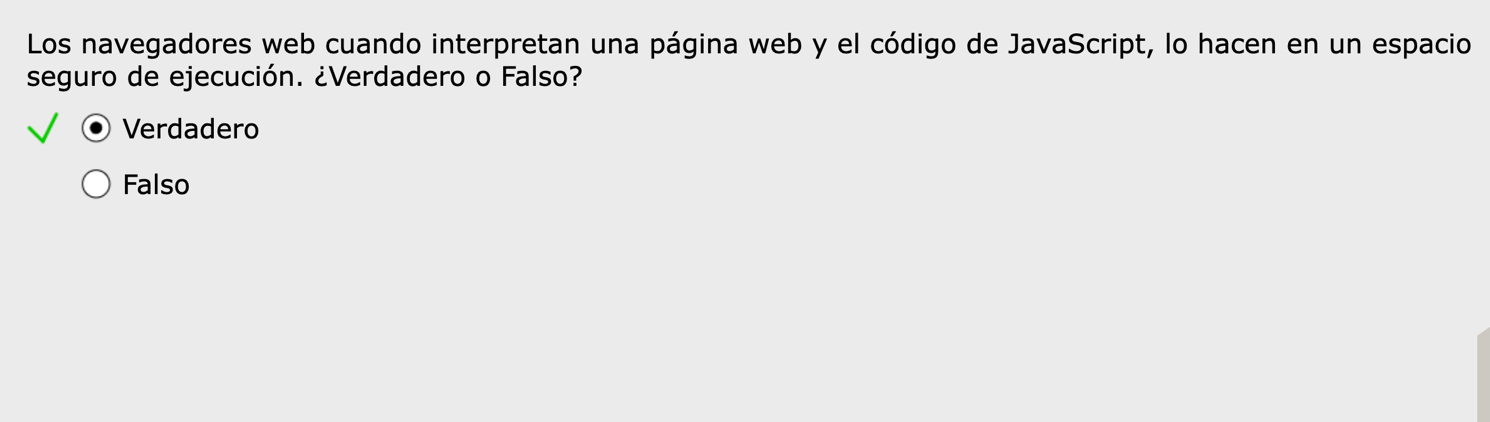 Los navegadores web cuando interpretan una página web y el código de JavaScript, lo hacen en un espacio
seguro de ejecución. ¿Verdadero o Falso?
Verdadero
Falso